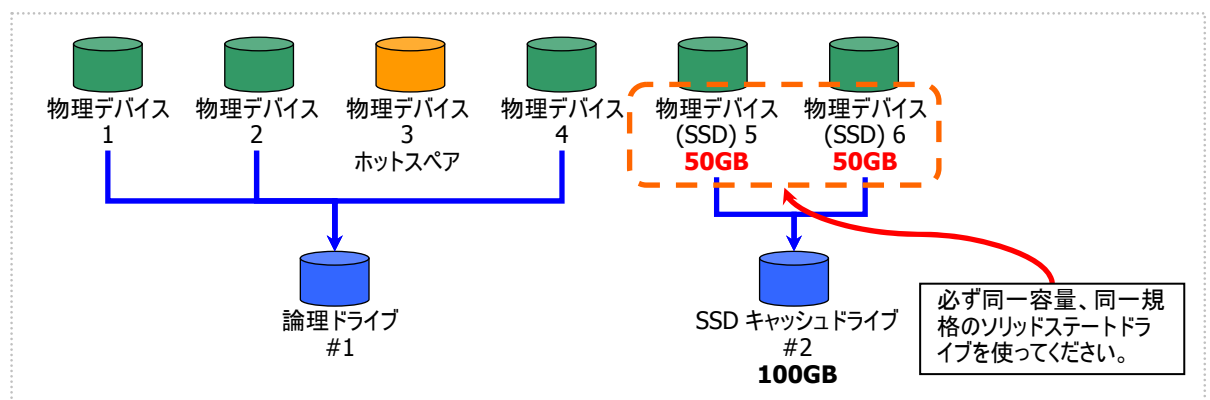 物理デバイス
1
物理デバイス
2
物理デバイス
3
ホットスペア
物理デバイス
4
物理デバイス
(SSD) 5
50GB
物理デバイス
(SSD) 6
50GB
論理ドライブ
#1
SSD キャッシュドライブ
#2
100GB
必ず同一容量、同一規
格のソリッドステートドラ
イブを使ってください。